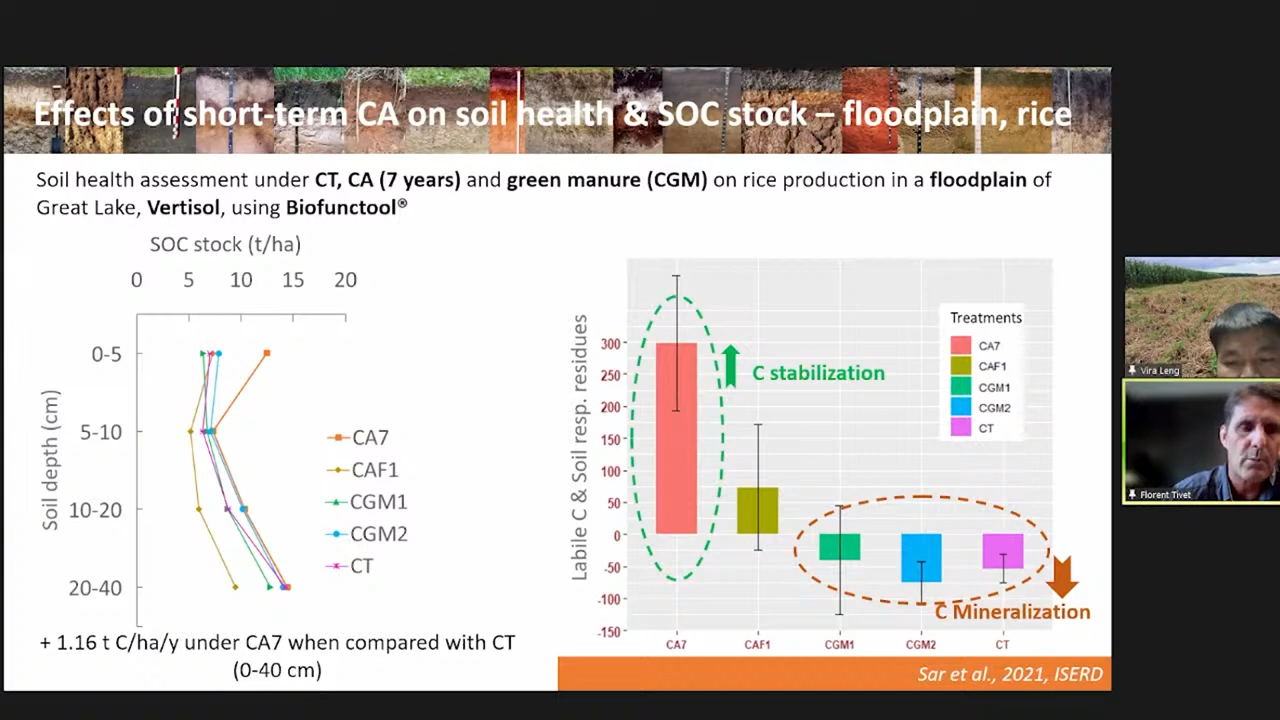 Effects of short-term CA on soil health & SOC stock – floodplain, rice
Soil health assessment under CT, CA (7 years) and green manure (CGM) on rice production in a floodplain of
Great Lake, Vertisol, using Biofunctool®
SOC stock (t/ha)
0 5 10 15 20
Soil depth (cm)
0-5
5-10
10-20
20-40
CA7
CAF1
CGM1
CGM2
CT
+ 1.16 t C/ha/y under CA7 when compared with CT
(0-40 cm)
Labile C & Soil resp. residues
300
250
200
150
100
50
0
-50
-100
-150
C stabilization
Treatments
CA7
CAF1
CGM1
CGM2
CT
C Mineralization
CA7 CAF1 CGM1 CGM2 CT
Sar et al., 2021, ISERD
Vira Leng
Florent Tivet